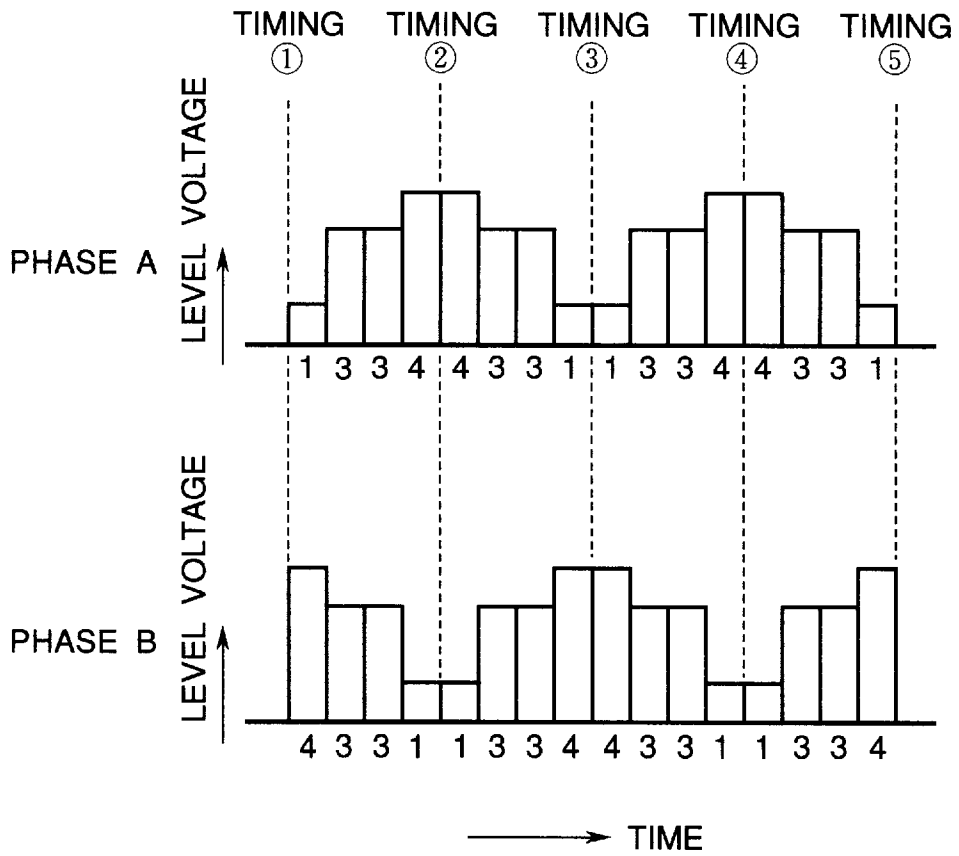 TIMING TIMING TIMING TIMING TIMING
① ② ③ ④ ⑤
LEVEL VOLTAGE
PHASE A
1 3 3 4 4 3 3 1 1 3 3 4 4 3 3 1
LEVEL VOLTAGE
PHASE B
4 3 3 1 1 3 3 4 4 3 3 1 1 3 3 4
TIME